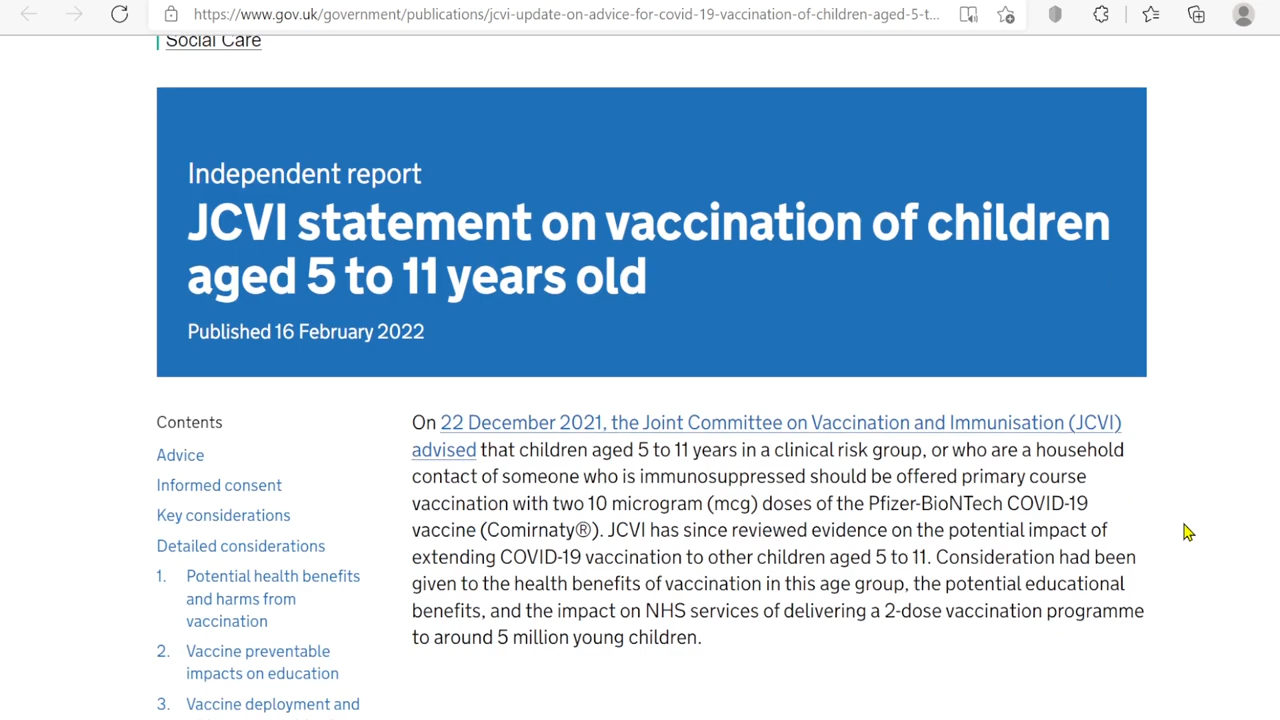 https://www.gov.uk/government/publications/jcvi-update-on-advice-for-covid-19-vaccination-of-children-aged-5-t...
Social Care
Independent report
JCVI statement on vaccination of children
aged 5 to 11 years old
Published 16 February 2022
Contents
Advice
Informed consent
Key considerations
Detailed considerations
1. Potential health benefits
and harms from
vaccination
2. Vaccine preventable
impacts on education
3. Vaccine deployment and
On 22 December 2021, the Joint Committee on Vaccination and Immunisation (JCVI)
advised that children aged 5 to 11 years in a clinical risk group, or who are a household
contact of someone who is immunosuppressed should be offered primary course
vaccination with two 10 microgram (mcg) doses of the Pfizer-BioNTech COVID-19
vaccine (Comirnaty®). JCVI has since reviewed evidence on the potential impact of
extending COVID-19 vaccination to other children aged 5 to 11. Consideration had been
given to the health benefits of vaccination in this age group, the potential educational
benefits, and the impact on NHS services of delivering a 2-dose vaccination programme
to around 5 million young children.